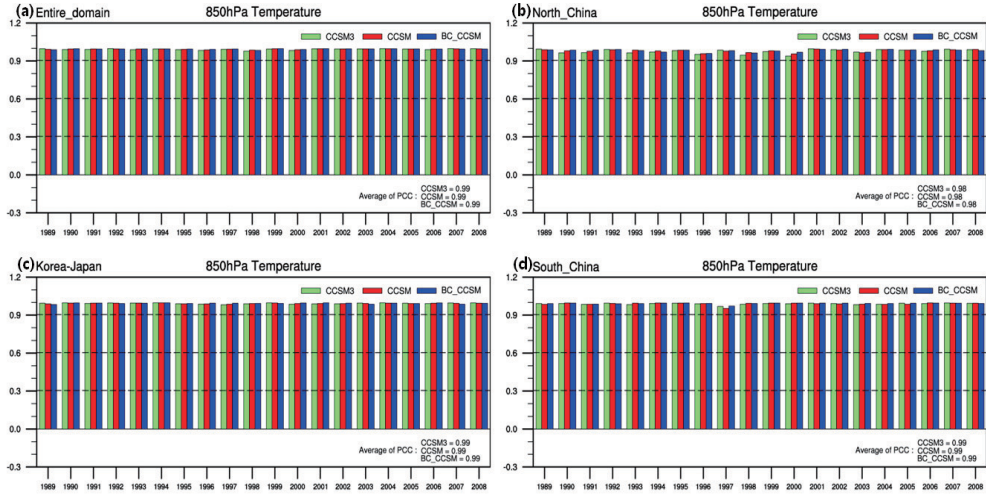 (a) Entire_domain 850hPa Temperature
CCSM3 CCSM BC_CCSM
1.2
0.9
0.6
0.3
0.0
-0.3
Average of PCC : CCSM3 = 0.99
CCSM = 0.99
BC_CCSM = 0.99
1989 1990 1991 1992 1993 1994 1995 1996 1997 1998 1999 2000 2001 2002 2003 2004 2005 2006 2007 2008
(b) North_China 850hPa Temperature
CCSM3 CCSM BC_CCSM
1.2
0.9
0.6
0.3
0.0
-0.3
Average of PCC : CCSM3 = 0.98
CCSM = 0.98
BC_CCSM = 0.98
1989 1990 1991 1992 1993 1994 1995 1996 1997 1998 1999 2000 2001 2002 2003 2004 2005 2006 2007 2008
(c) Korea-Japan 850hPa Temperature
CCSM3 CCSM BC_CCSM
1.2
0.9
0.6
0.3
0.0
-0.3
Average of PCC : CCSM3 = 0.99
CCSM = 0.99
BC_CCSM = 0.99
1989 1990 1991 1992 1993 1994 1995 1996 1997 1998 1999 2000 2001 2002 2003 2004 2005 2006 2007 2008
(d) South_China 850hPa Temperature
CCSM3 CCSM BC_CCSM
1.2
0.9
0.6
0.3
0.0
-0.3
Average of PCC : CCSM3 = 0.99
CCSM = 0.99
BC_CCSM = 0.99
1989 1990 1991 1992 1993 1994 1995 1996 1997 1998 1999 2000 2001 2002 2003 2004 2005 2006 2007 2008